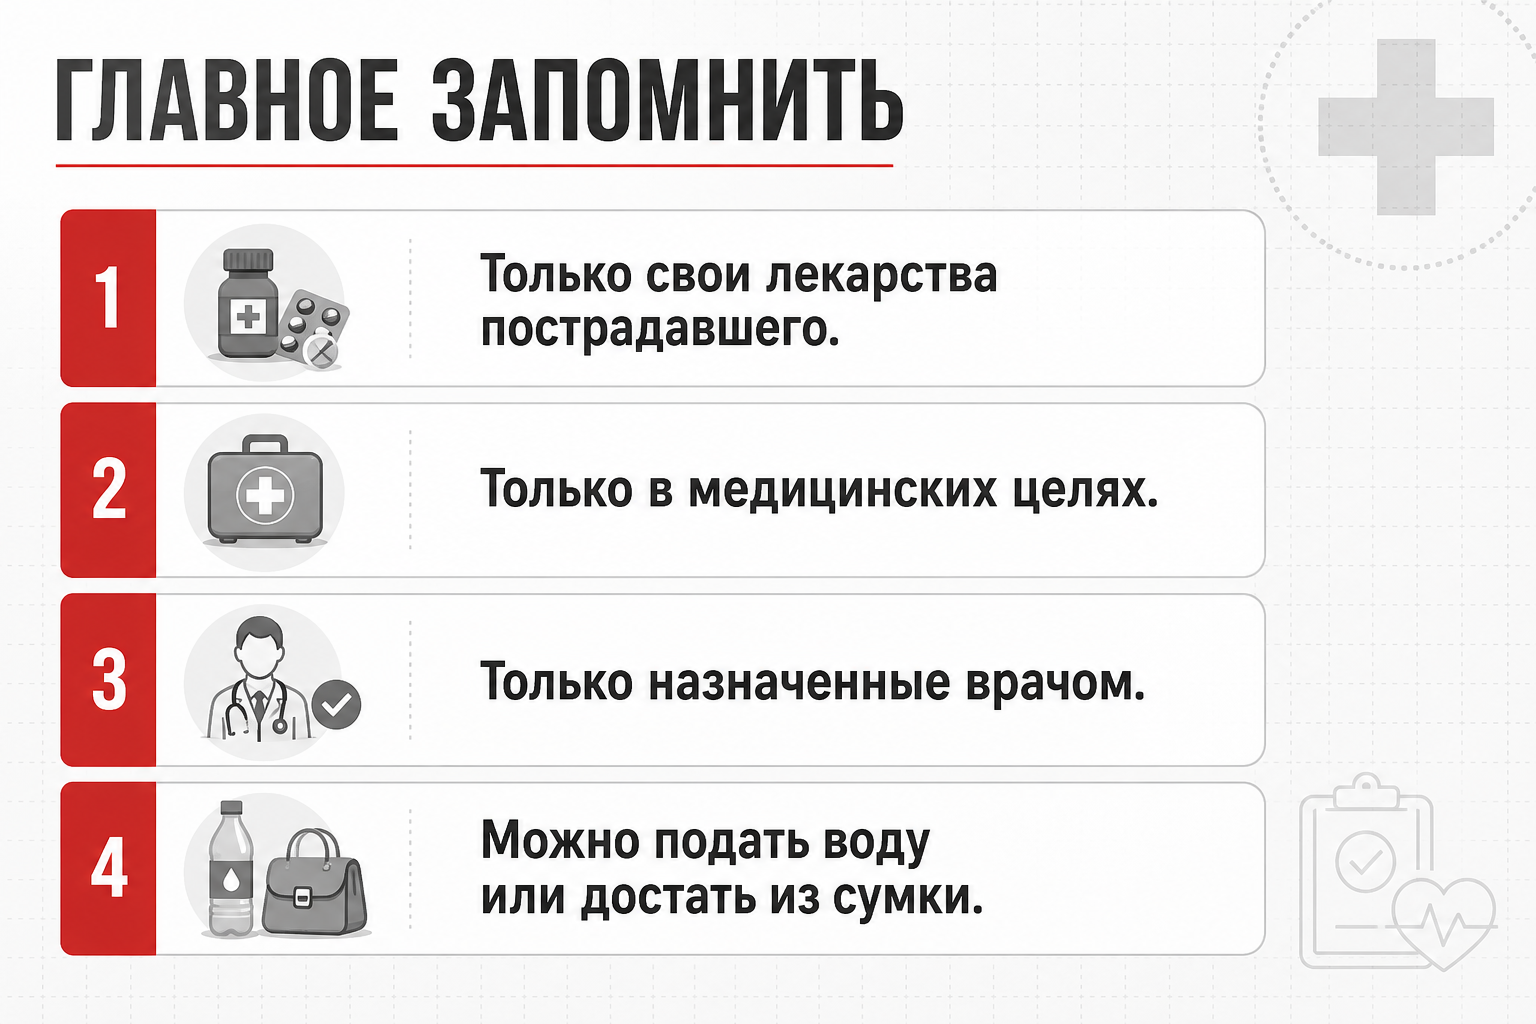 ГЛАВНОЕ ЗАПОМНИТЬ
1
Только свои лекарства
пострадавшего.
2
Только в медицинских целях.
3
Только назначенные врачом.
4
Можно подать воду
или достать из сумки.